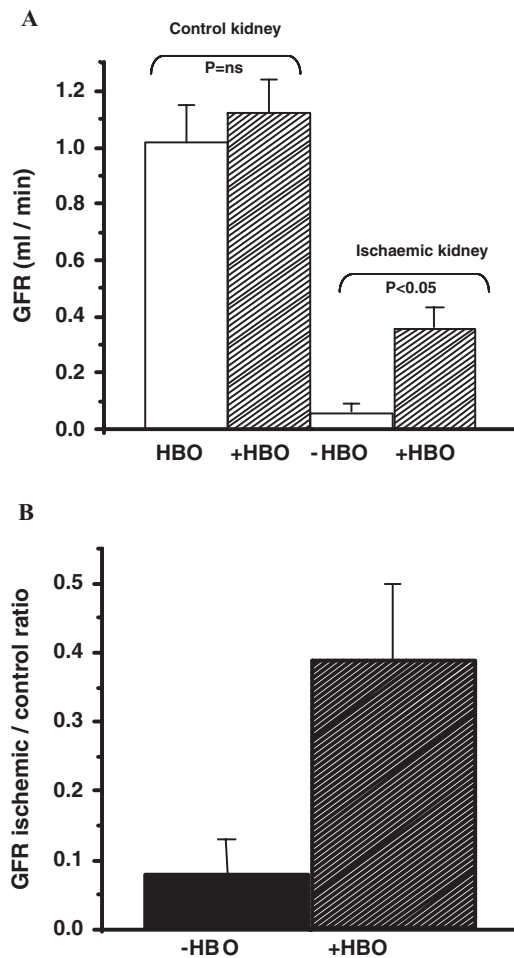 A
Control kidney
P=ns
1.2
1.0
0.8
0.6
0.4
0.2
0.0
GFR (ml / min)
Ischaemic kidney
P<0.05
HBO +HBO -HBO +HBO
B
0.5
0.4
0.3
0.2
0.1
0.0
GFR ischemic / control ratio
-HBO +HBO